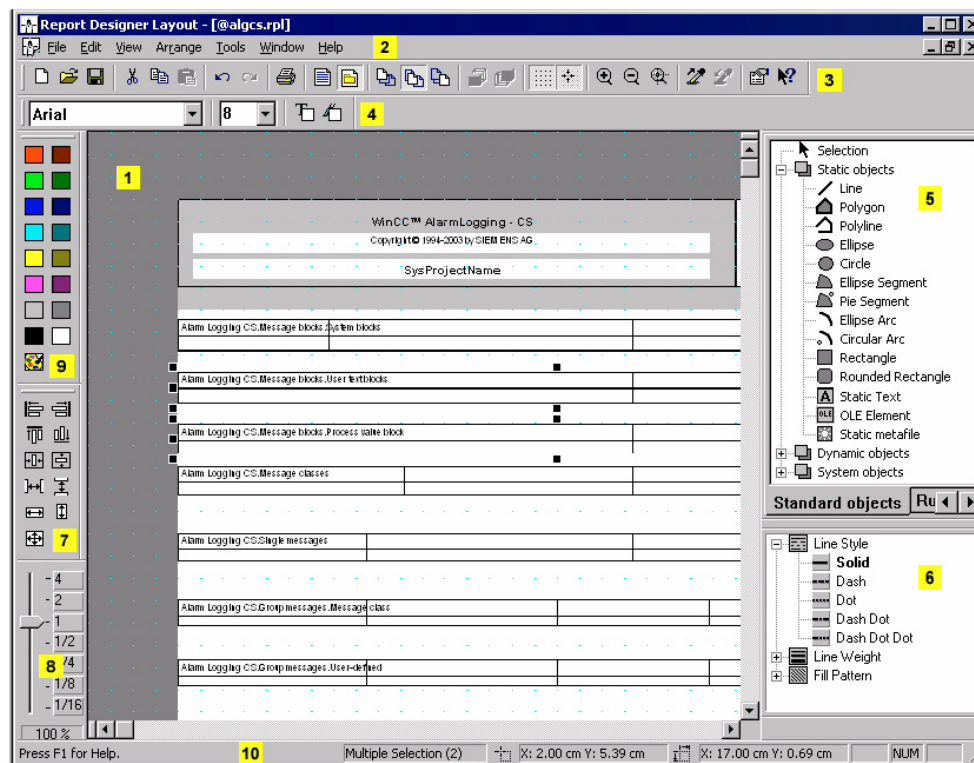 Report Designer Layout - [@algcs.rpl]
File Edit View Arrange Tools Window Help 2
3
Arial 8 4
1
WinCC™ AlarmLogging - CS
Copyright © 1994-2003 by SIEMENS AG
SysProjectName
Alarm Logging CS.Message blocks.System blocks
Alarm Logging CS.Message blocks.User textblocks
Alarm Logging CS.Message blocks.Process value block
Alarm Logging CS.Message classes
Alarm Logging CS.Single messages
Alarm Logging CS.Group messages.Message class
Alarm Logging CS.Group messages.User-defined
9
7
4
2
1
1/2
8 /4
1/8
1/16
100 %
Selection
Static objects
Line
5
Polygon
Polyline
Ellipse
Circle
Ellipse Segment
Pie Segment
Ellipse Arc
Circular Arc
Rectangle
Rounded Rectangle
A Static Text
OLE OLE Element
Static metafile
Dynamic objects
System objects
Standard objects Ru
Line Style
Solid
6
Dash
Dot
Dash Dot
Dash Dot Dot
Line Weight
Fill Pattern
Press F1 for Help. 10 Multiple Selection (2) X: 2.00 cm Y: 5.39 cm X: 17.00 cm Y: 0.69 cm NUM